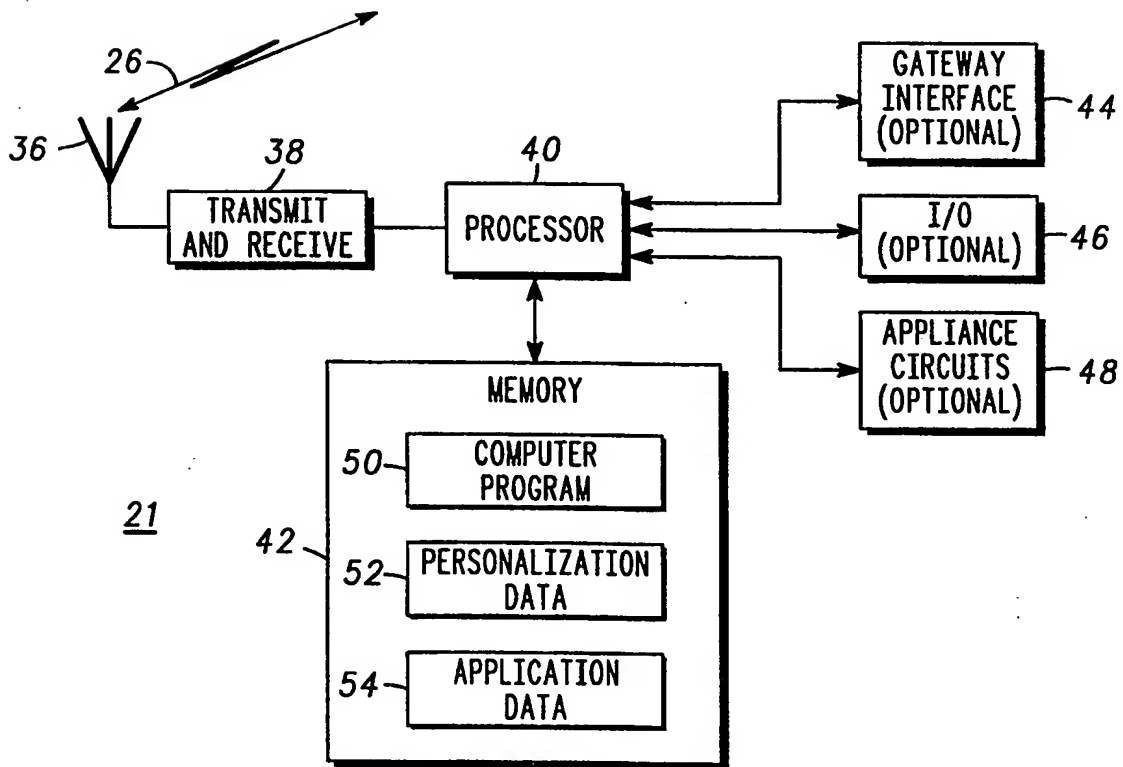 26
36
38
TRANSMIT
AND RECEIVE
40
PROCESSOR
GATEWAY
INTERFACE
(OPTIONAL)
44
I/O
(OPTIONAL)
46
APPLIANCE
CIRCUITS
(OPTIONAL)
48
MEMORY
50
COMPUTER
PROGRAM
21
42
52
PERSONALIZATION
DATA
54
APPLICATION
DATA